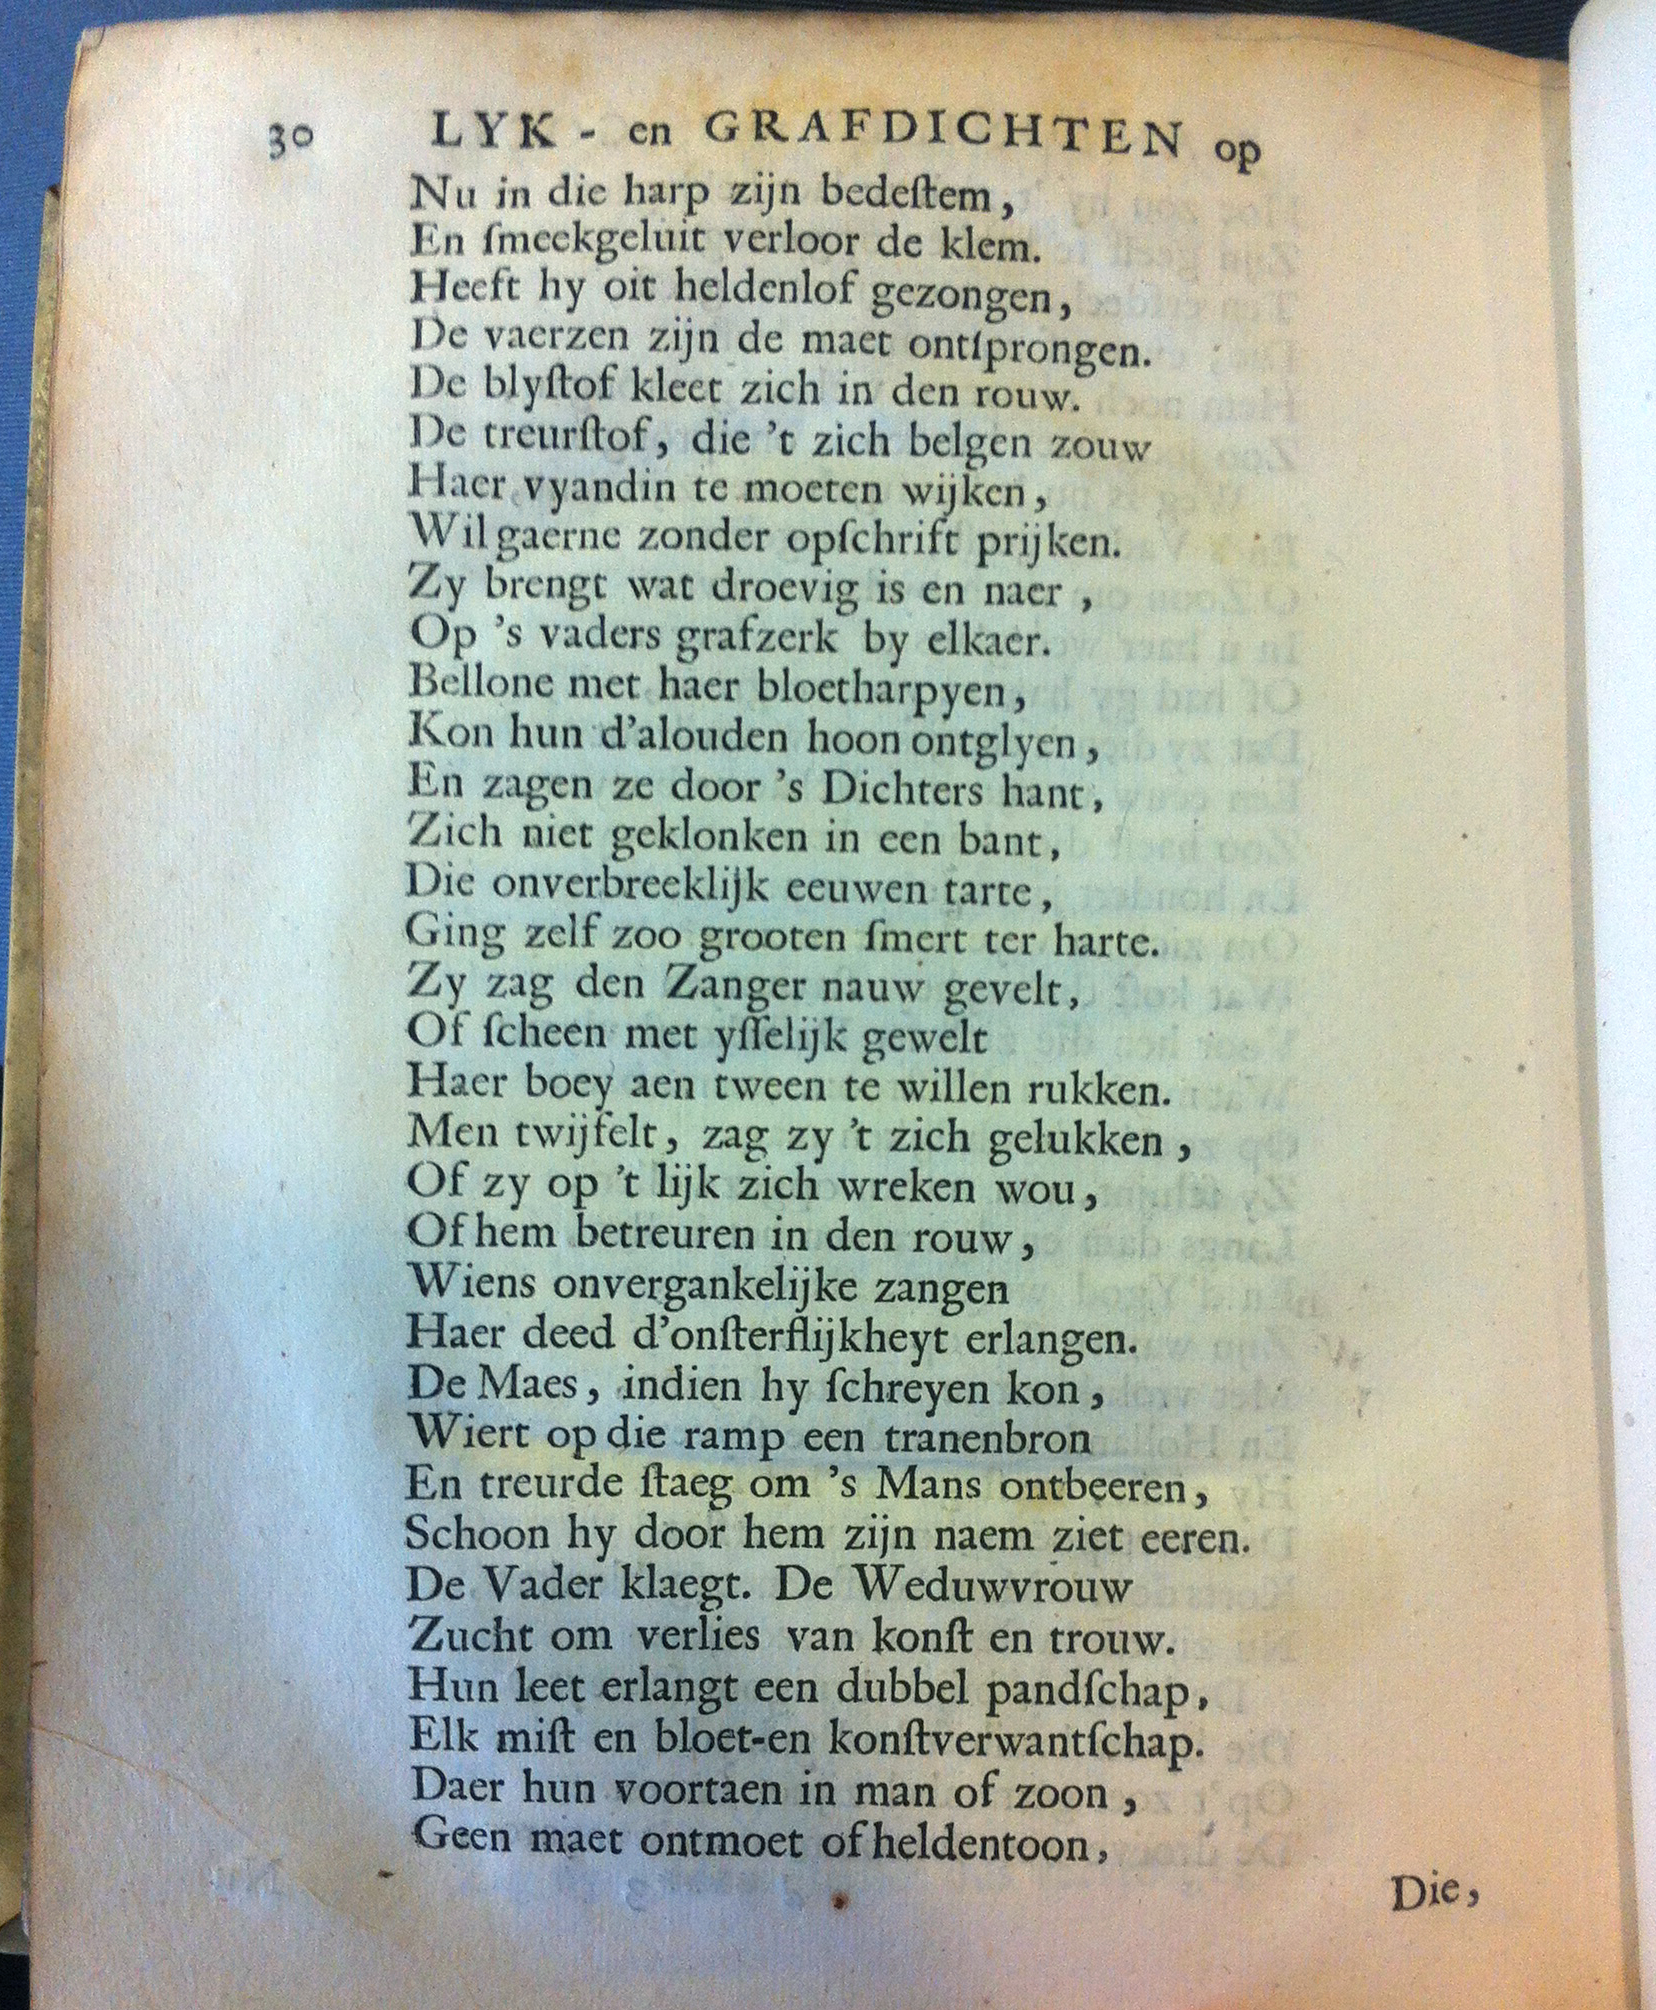 30 LYK - en GRAFDICHTEN op
Nu in die harp zijn bedeſtem,
En ſmeekgeluit verloor de klem.
Heeft hy oit heldenlof gezongen,
De vaerzen zijn de maet ontſprongen.
De blyſtof kleet zich in den rouw.
De treurſtof, die 't zich belgen zouw
Haer vyandin te moeten wijken,
Wil gaerne zonder opſchrift prijken.
Zy brengt wat droevig is en naer,
Op 's vaders grafzerk by elkaer.
Bellone met haer bloetharpyen,
Kon hun d'alouden hoon ontglyen,
En zagen ze door 's Dichters hant,
Zich niet geklonken in een bant,
Die onverbreeklijk eeuwen tarte,
Ging zelf zoo grooten ſmert ter harte.
Zy zag den Zanger nauw gevelt,
Of ſcheen met yſſelijk gewelt
Haer boey aen tween te willen rukken.
Men twijfelt, zag zy 't zich gelukken,
Of zy op 't lijk zich wreken wou,
Of hem betreuren in den rouw,
Wiens onvergankelijke zangen
Haer deed d'onſterflijkheyt erlangen.
De Maes, indien hy ſchreyen kon,
Wiert op die ramp een tranenbron
En treurde ſtaeg om 's Mans ontbeeren,
Schoon hy door hem zijn naem ziet eeren.
De Vader klaegt. De Weduwvrouw
Zucht om verlies van konſt en trouw.
Hun leet erlangt een dubbel pandſchap,
Elk miſt en bloet-en konſtverwantſchap.
Daer hun voortaen in man of zoon,
Geen maet ontmoet of heldentoon,
Die,